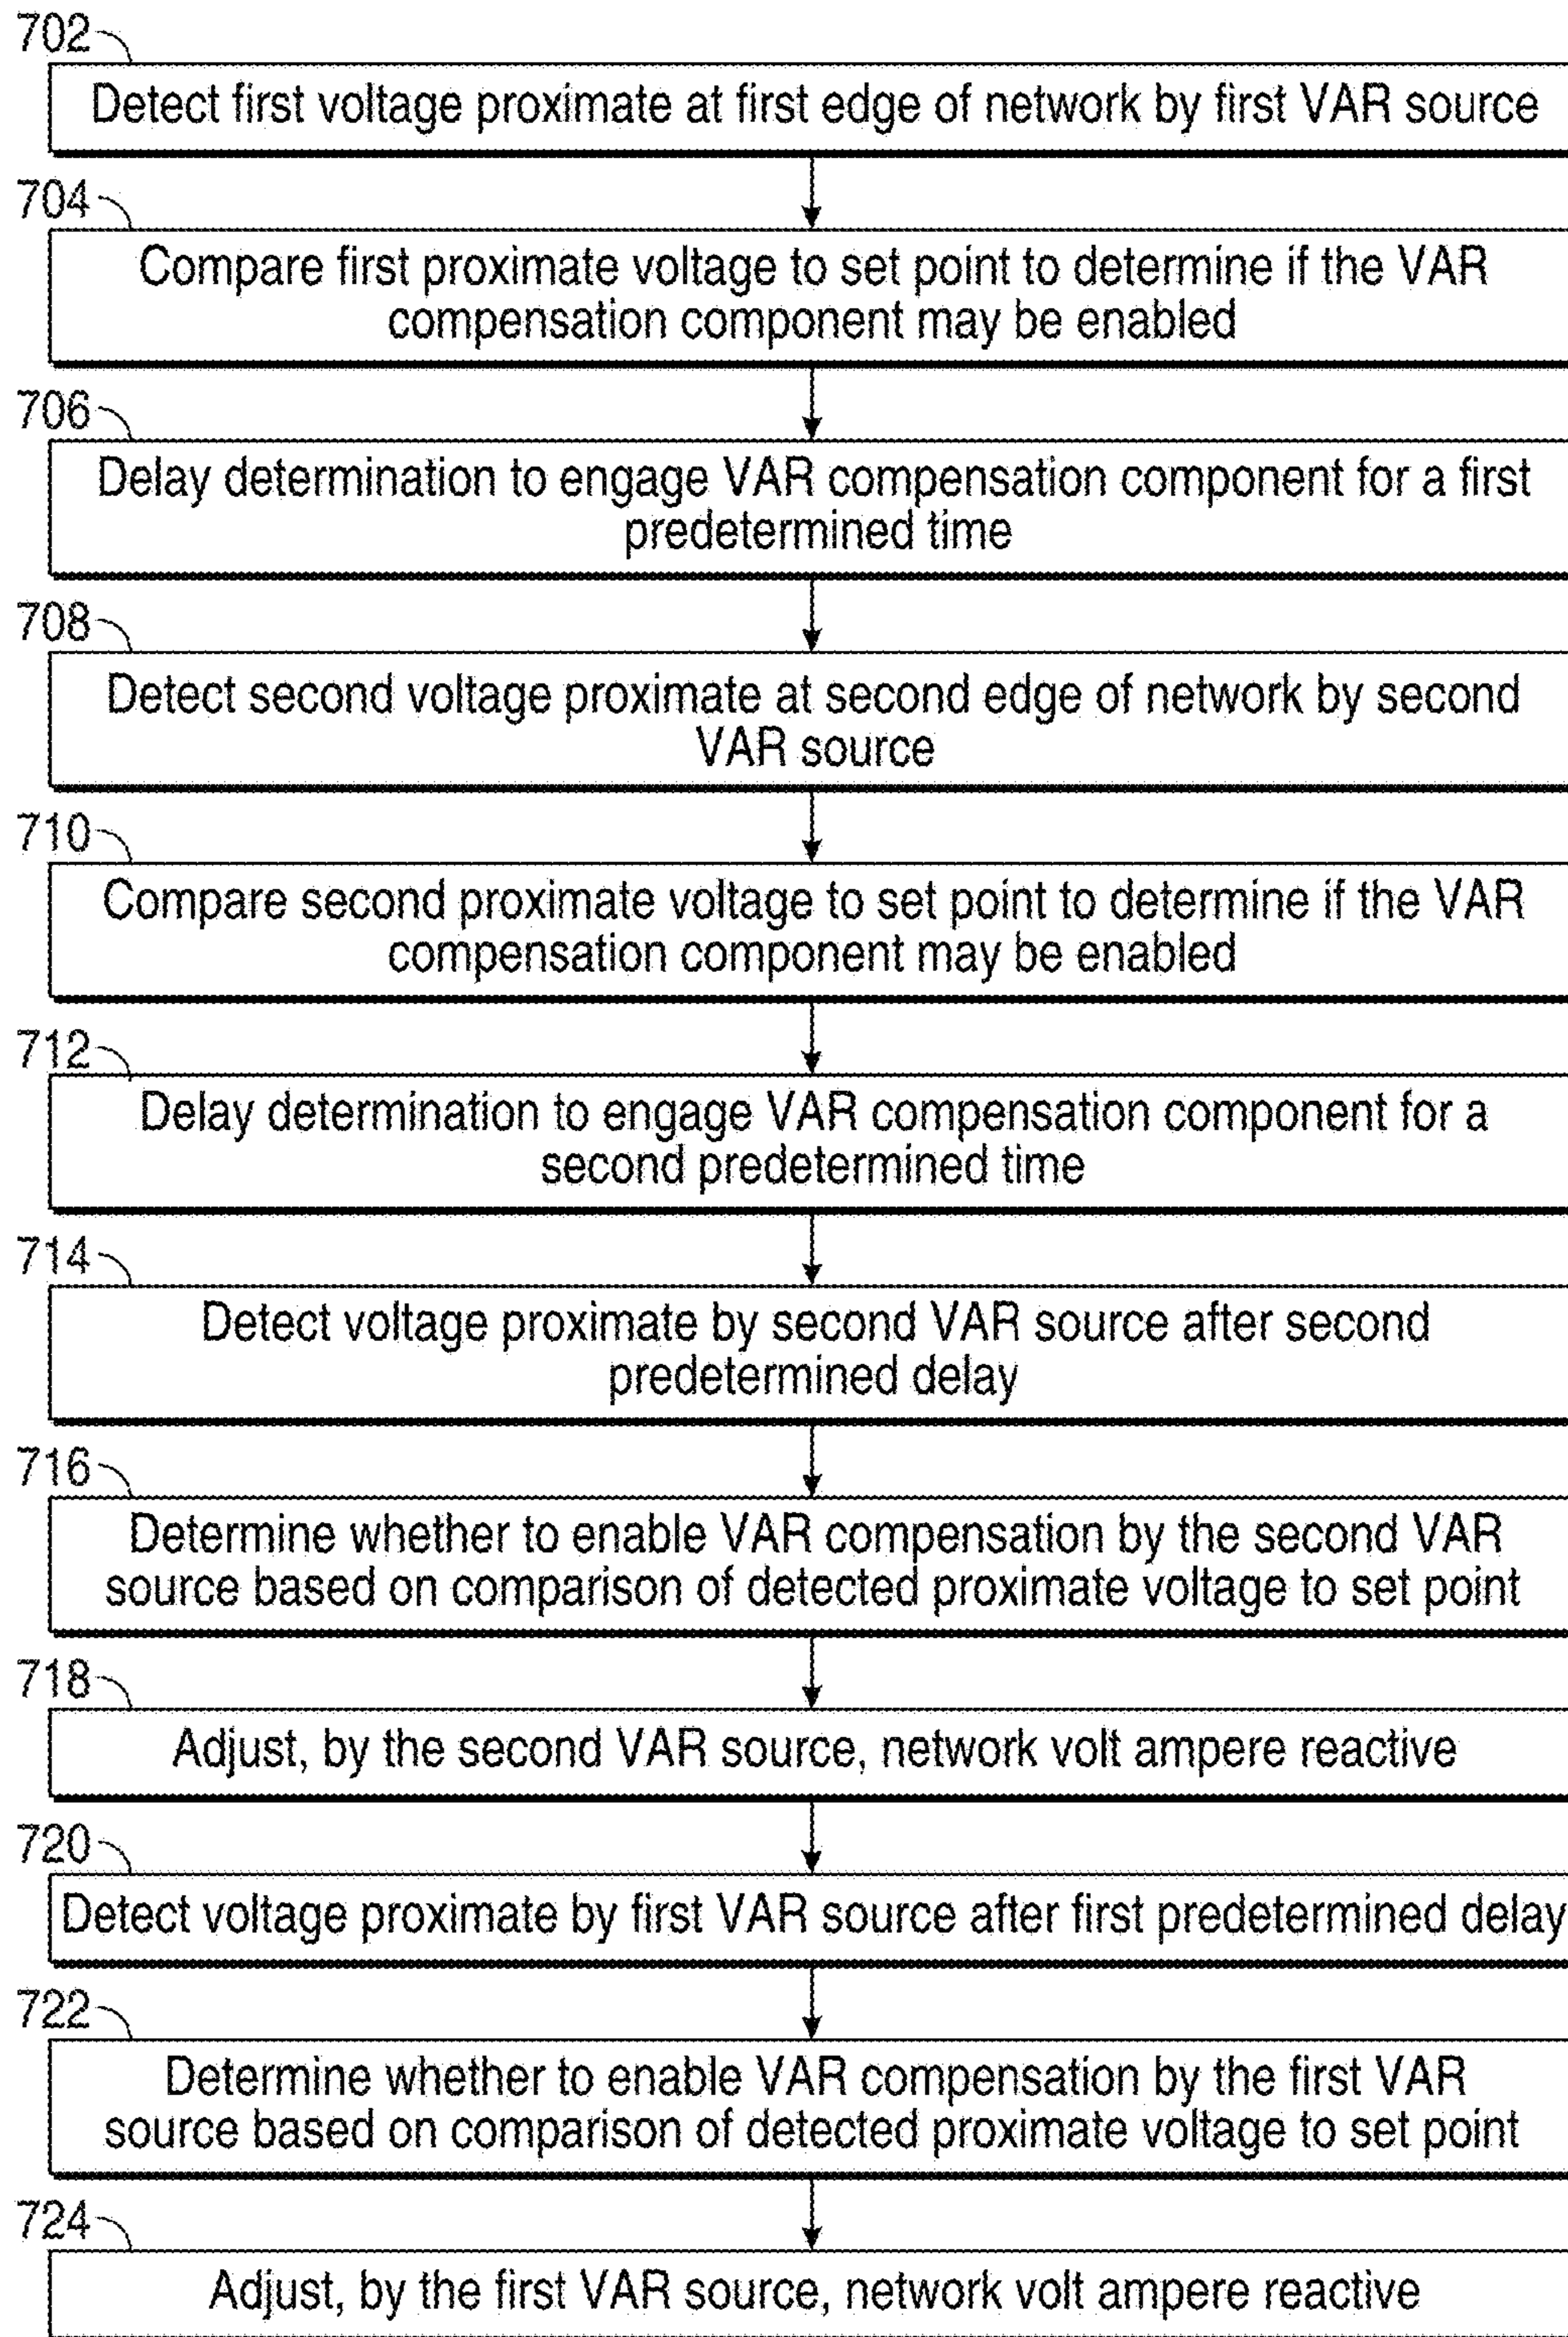 702
Detect first voltage proximate at first edge of network by first VAR source
704
Compare first proximate voltage to set point to determine if the VAR
compensation component may be enabled
706
Delay determination to engage VAR compensation component for a first
predetermined time
708
Detect second voltage proximate at second edge of network by second
VAR source
710
Compare second proximate voltage to set point to determine if the VAR
compensation component may be enabled
712
Delay determination to engage VAR compensation component for a
second predetermined time
714
Detect voltage proximate by second VAR source after second
predetermined delay
716
Determine whether to enable VAR compensation by the second VAR
source based on comparison of detected proximate voltage to set point
718
Adjust, by the second VAR source, network volt ampere reactive
720
Detect voltage proximate by first VAR source after first predetermined delay
722
Determine whether to enable VAR compensation by the first VAR
source based on comparison of detected proximate voltage to set point
724
Adjust, by the first VAR source, network volt ampere reactive